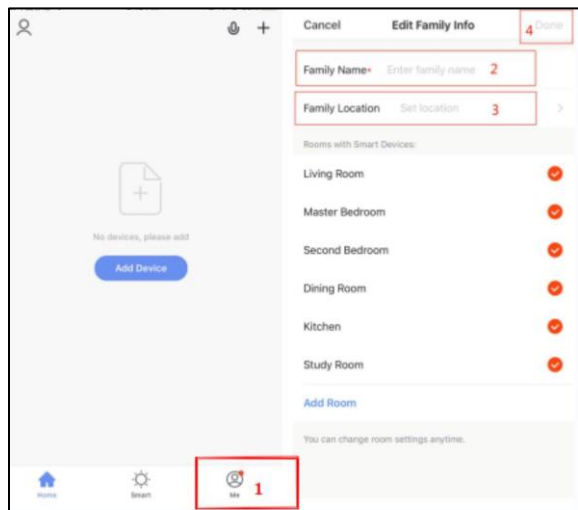 No devices, please add
Add Device
Home
Smart
Me
1
Cancel
Edit Family Info
4
Done
Family Name*
Enter family name
2
Family Location
Set location
3
Rooms with Smart Devices:
Living Room
Master Bedroom
Second Bedroom
Dining Room
Kitchen
Study Room
Add Room
You can change room settings anytime.